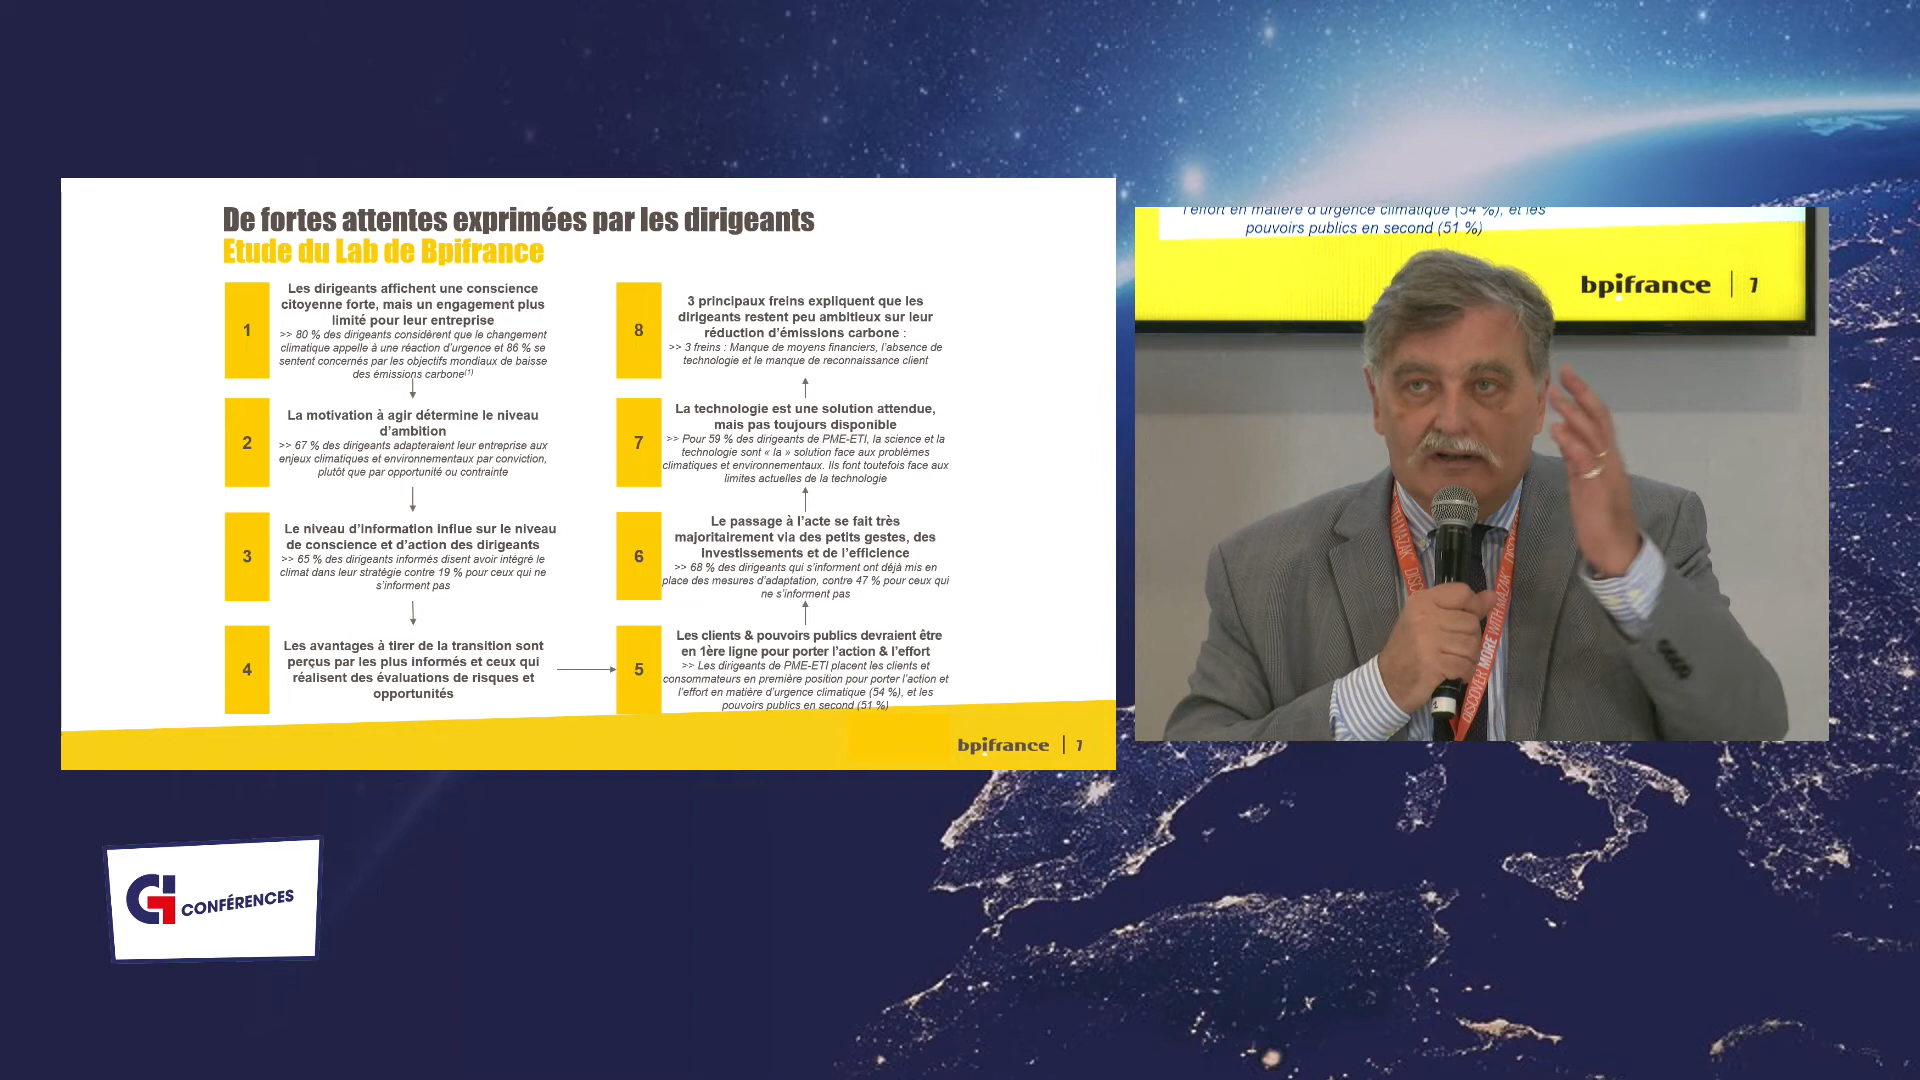 De fortes attentes exprimées par les dirigeants
Etude du Lab de Bpifrance
1
Les dirigeants affichent une conscience
citoyenne forte, mais un engagement plus
limité pour leur entreprise
>> 80 % des dirigeants considèrent que le changement
climatique appelle à une réaction d'urgence et 86 % se
sentent concernés par les objectifs mondiaux de baisse
des émissions carbone(1)
2
La motivation à agir détermine le niveau
d'ambition
>> 67 % des dirigeants adapteraient leur entreprise aux
enjeux climatiques et environnementaux par conviction,
plutôt que par opportunité ou contrainte
3
Le niveau d'information influe sur le niveau
de conscience et d'action des dirigeants
>> 65 % des dirigeants informés disent avoir intégré le
climat dans leur stratégie contre 19 % pour ceux qui ne
s'informent pas
4
Les avantages à tirer de la transition sont
perçus par les plus informés et ceux qui
réalisent des évaluations de risques et
opportunités
8
3 principaux freins expliquent que les
dirigeants restent peu ambitieux sur leur
réduction d'émissions carbone :
>> 3 freins : Manque de moyens financiers, l'absence de
technologie et le manque de reconnaissance client
7
La technologie est une solution attendue,
mais pas toujours disponible
>> Pour 59 % des dirigeants de PME-ETI, la science et la
technologie sont « la » solution face aux problèmes
climatiques et environnementaux. Ils font toutefois face aux
limites actuelles de la technologie
6
Le passage à l'acte se fait très
majoritairement via des petits gestes, des
investissements et de l'efficience
>> 68 % des dirigeants qui s'informent ont déjà mis en
place des mesures d'adaptation, contre 47 % pour ceux qui
ne s'informent pas
5
Les clients & pouvoirs publics devraient être
en 1ère ligne pour porter l'action & l'effort
>> Les dirigeants de PME-ETI placent les clients et
consommateurs en première position pour porter l'action et
l'effort en matière d'urgence climatique (54 %), et les
pouvoirs publics en second (51 %)
bpifrance | 7
l'effort en matière d'urgence climatique (54 %), et les
pouvoirs publics en second (51 %)
bpifrance | 7
WITH MAZAK
DISCOVER MORE WITH MAZAK
GI CONFÉRENCES